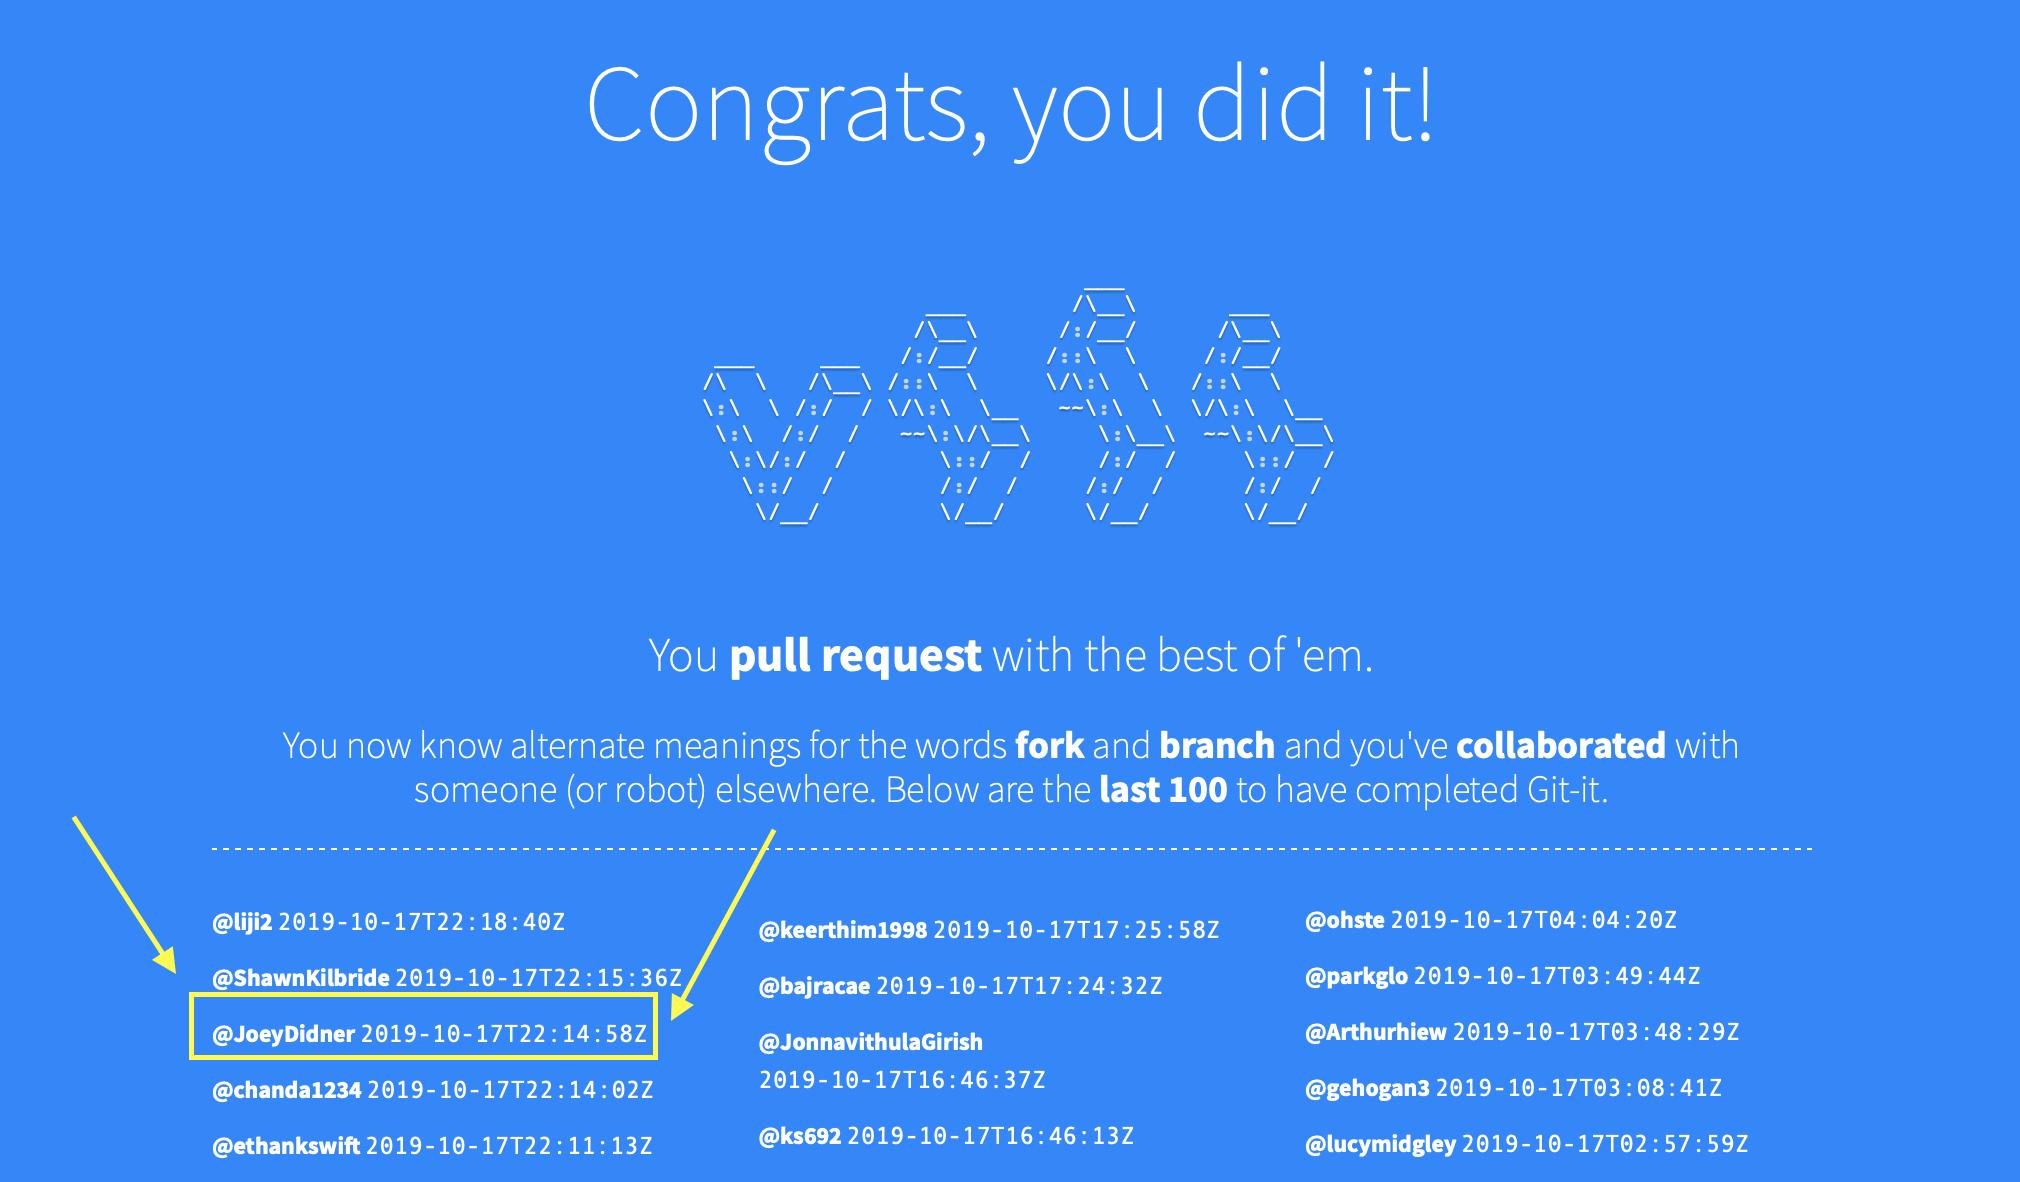 Congrats, you did it!
You pull request with the best of 'em.
You now know alternate meanings for the words fork and branch and you've collaborated with
someone (or robot) elsewhere. Below are the last 100 to have completed Git-it.
@liji2 2019-10-17T22:18:40Z
@ShawnKilbride 2019-10-17T22:15:36Z
@JoeyDidner 2019-10-17T22:14:58Z
@chanda1234 2019-10-17T22:14:02Z
@ethankswift 2019-10-17T22:11:13Z
@keerthim1998 2019-10-17T17:25:58Z
@bajracae 2019-10-17T17:24:32Z
@JonnavithulaGirish
2019-10-17T16:46:37Z
@ks692 2019-10-17T16:46:13Z
@ohste 2019-10-17T04:04:20Z
@parkglo 2019-10-17T03:49:44Z
@Arthurhiew 2019-10-17T03:48:29Z
@gehogan3 2019-10-17T03:08:41Z
@lucymidgley 2019-10-17T02:57:59Z